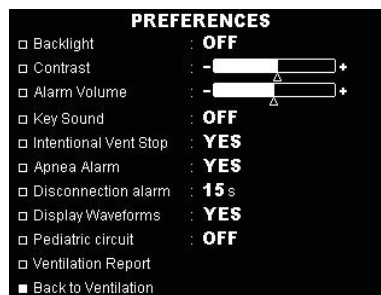 PREFERENCES
Backlight : OFF
Contrast : - +
Alarm Volume : - +
Key Sound : OFF
Intentional Vent Stop : YES
Apnea Alarm : YES
Disconnection alarm : 15 s
Display Waveforms : YES
Pediatric circuit : OFF
Ventilation Report
Back to Ventilation